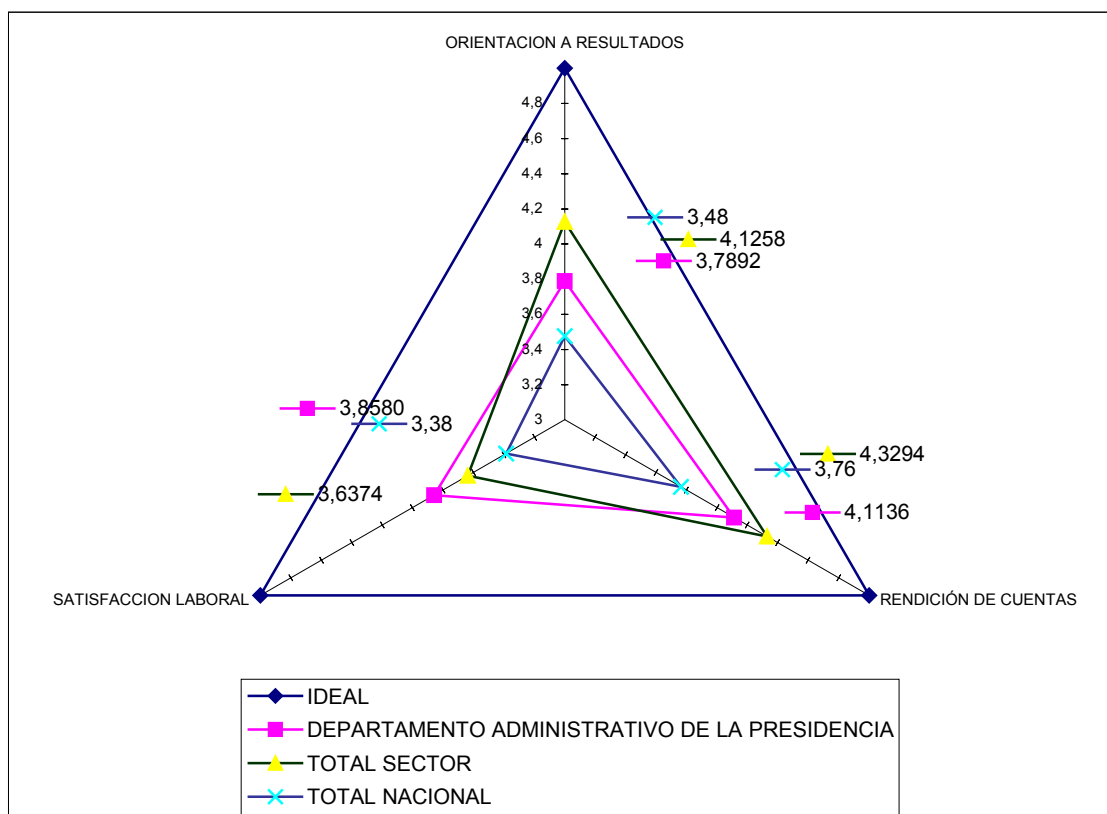 ORIENTACION A RESULTADOS
4,8
4,6
4,4
4,2
4
3,8
3,6
3,4
3,2
3
3,48
4,1258
3,7892
3,8580
3,38
3,6374
4,3294
3,76
4,1136
SATISFACCION LABORAL
RENDICIÓN DE CUENTAS
IDEAL
DEPARTAMENTO ADMINISTRATIVO DE LA PRESIDENCIA
TOTAL SECTOR
TOTAL NACIONAL